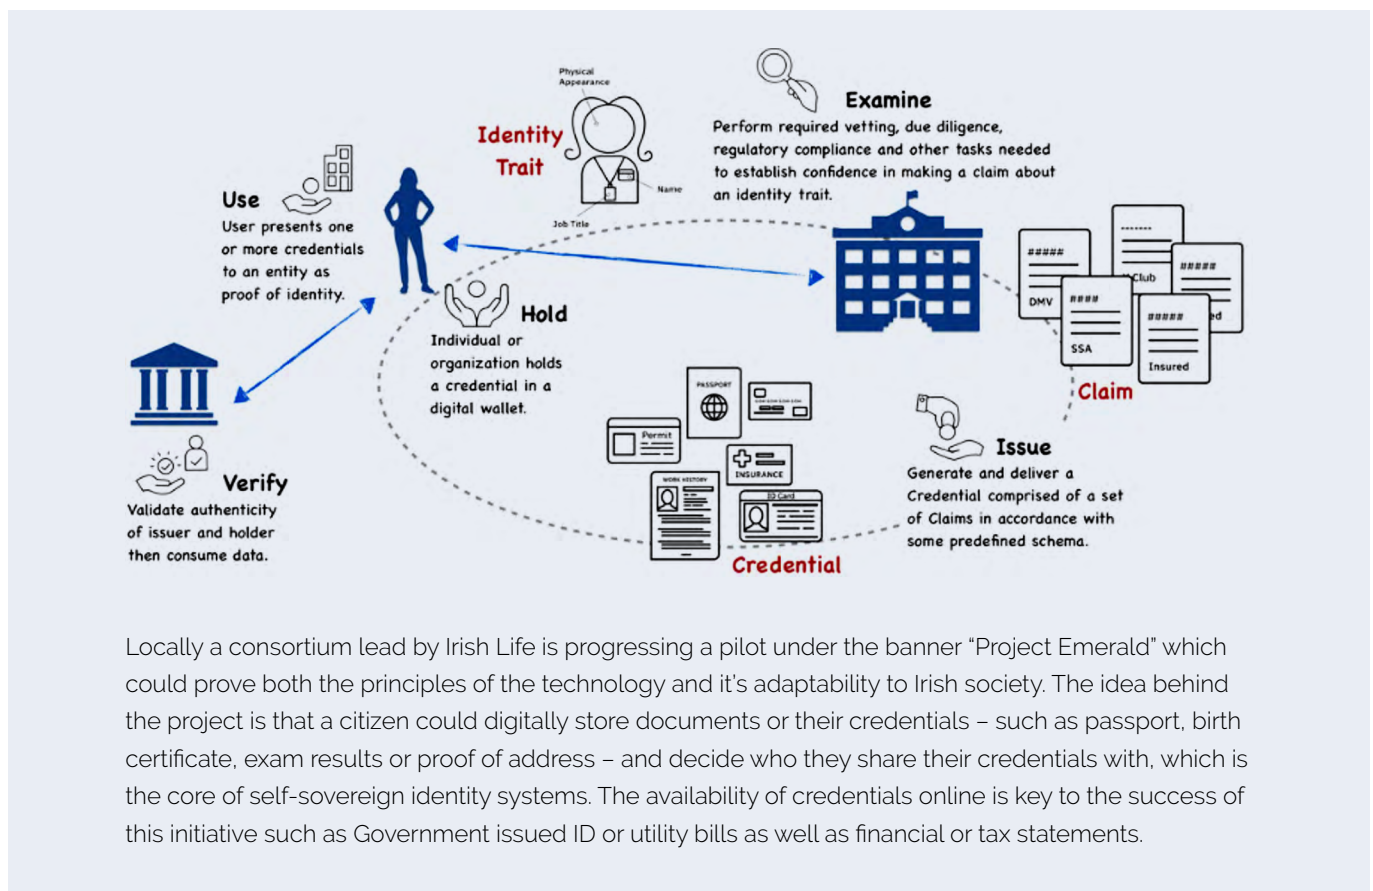 Physical
Appearance
Identity
Trait
Name
Job Title
Examine
Perform required vetting, due diligence,
regulatory compliance and other tasks needed
to establish confidence in making a claim about
an identity trait.
Use
User presents one
or more credentials
to an entity as
proof of identity.
Hold
Individual or
organization holds
a credential in a
digital wallet.
#####
DMV
Club
#####
ed
####
SSA
#####
Insured
Claim
PASSPORT
Permit
INSURANCE
WORK HISTORY
ID Card
Credential
Issue
Generate and deliver a
Credential comprised of a set
of Claims in accordance with
some predefined schema.
Verify
Validate authenticity
of issuer and holder
then consume data.
Locally a consortium lead by Irish Life is progressing a pilot under the banner “Project Emerald” which
could prove both the principles of the technology and it’s adaptability to Irish society. The idea behind
the project is that a citizen could digitally store documents or their credentials – such as passport, birth
certificate, exam results or proof of address – and decide who they share their credentials with, which is
the core of self-sovereign identity systems. The availability of credentials online is key to the success of
this initiative such as Government issued ID or utility bills as well as financial or tax statements.